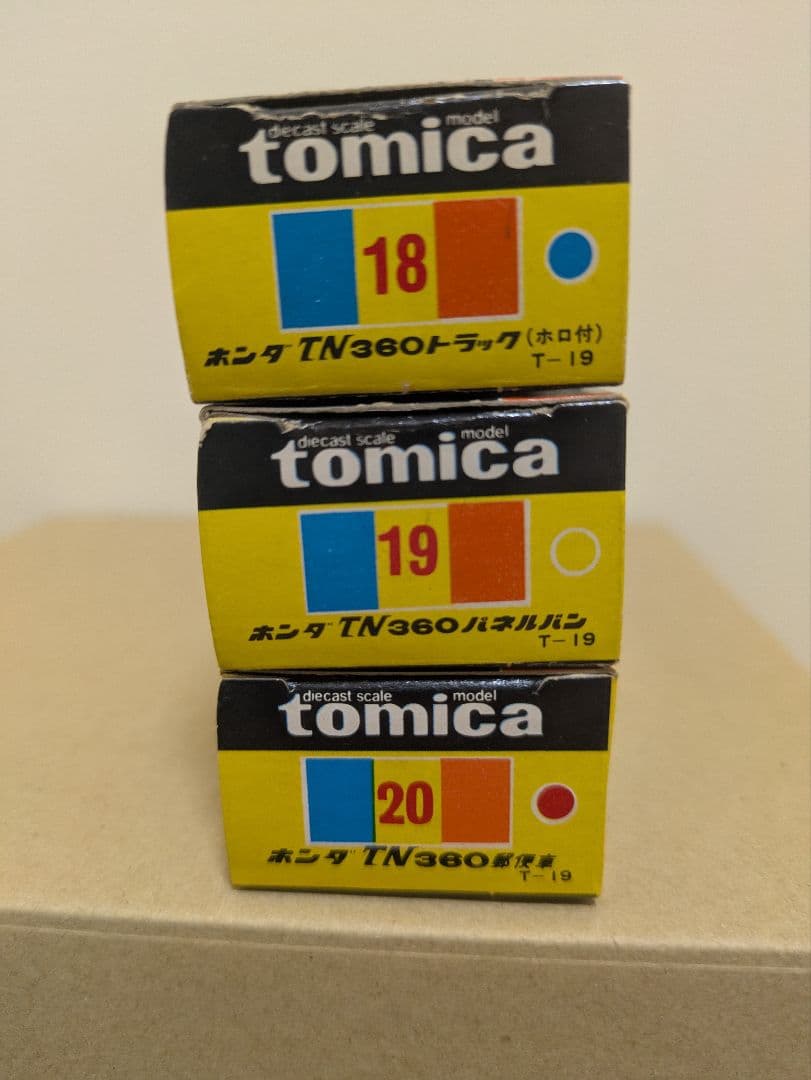 diecast scale model
tomica
18
ホンダ TN360トラック(ホロ付)
T-19
diecast scale model
tomica
19
ホンダ TN360パネルバン
T-19
diecast scale model
tomica
20
ホンダ TN360郵便車
T-19